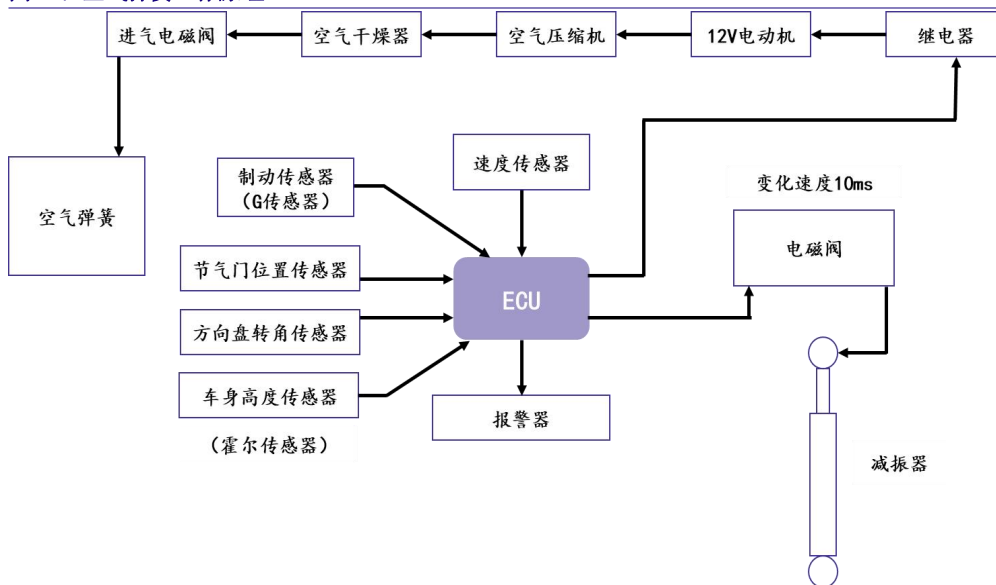 进气电磁阀
空气干燥器
空气压缩机
12V电动机
继电器
速度传感器
制动传感器
(G传感器)
变化速度10ms
空气弹簧
电磁阀
节气门位置传感器
ECU
方向盘转角传感器
车身高度传感器
报警器
(霍尔传感器)
减振器